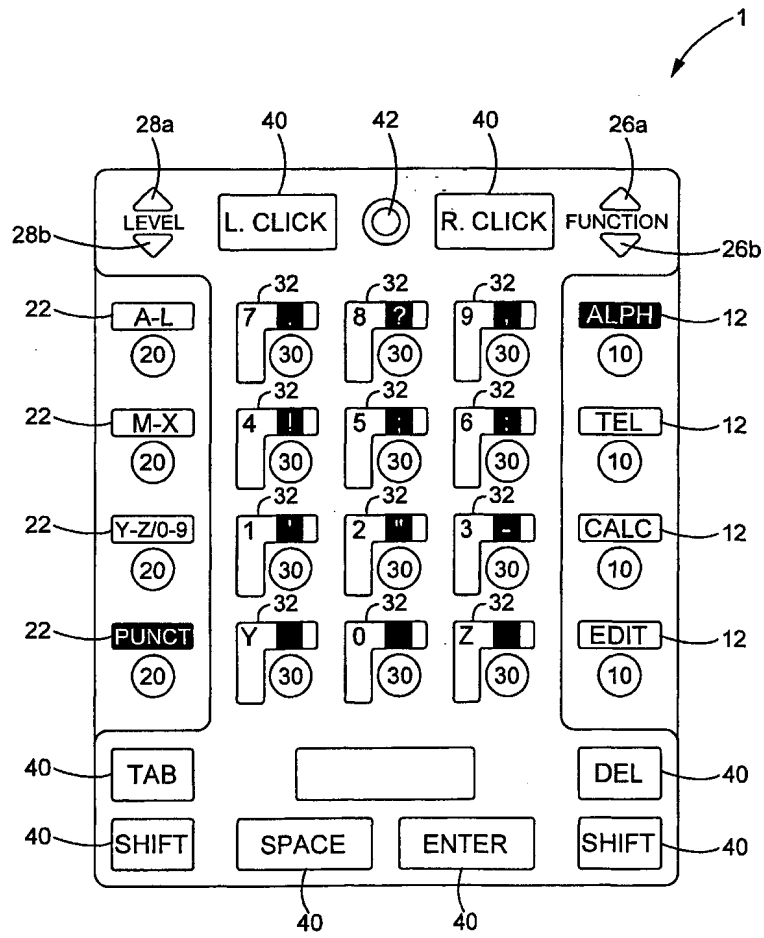 1
28a 40 42 40 26a
LEVEL L. CLICK R. CLICK FUNCTION
28b 26b
32 32 32
22 A-L 7 . 8 ? 9 , ALPH 12
20 30 30 30 10
32 32 32
22 M-X 4 ! 5 ; 6 : TEL 12
20 30 30 30 10
32 32 32
22 Y-Z/0-9 1 ' 2 " 3 - CALC 12
20 30 30 30 10
32 32 32
22 PUNCT Y 0 Z EDIT 12
20 30 30 30 10
40 TAB DEL 40
40 SHIFT SPACE ENTER SHIFT 40
40 40